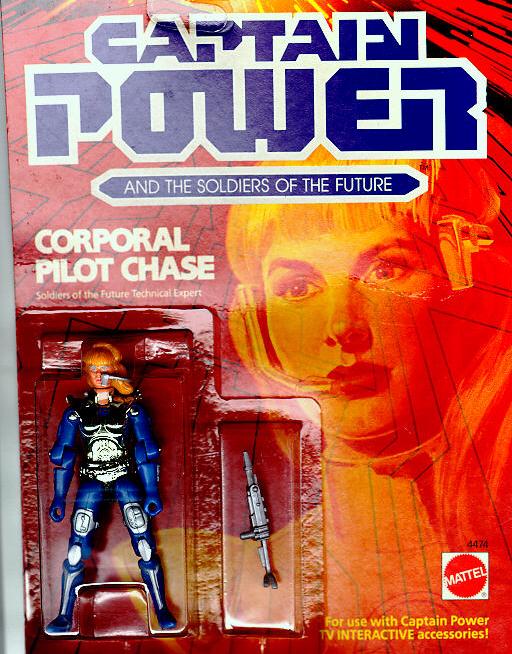 CAPTAIN
POWER
TM
AND THE SOLDIERS OF THE FUTURE
CORPORAL
PILOT CHASE
Soldiers of the Future Technical Expert
4474
MATTEL
®
For use with Captain Power
TV INTERACTIVE accessories!